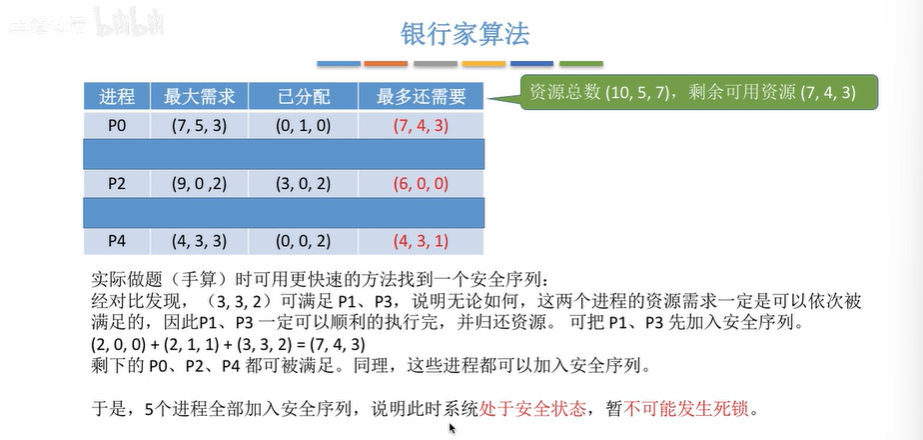 bilibili
银行家算法
进程 最大需求 已分配 最多还需要
资源总数 (10, 5, 7)，剩余可用资源 (7, 4, 3)
P0 (7, 5, 3) (0, 1, 0) (7, 4, 3)
P2 (9, 0 ,2) (3, 0, 2) (6, 0, 0)
P4 (4, 3, 3) (0, 0, 2) (4, 3, 1)
实际做题（手算）时可用更快速的方法找到一个安全序列：
经对比发现，（3, 3, 2）可满足 P1、P3，说明无论如何，这两个进程的资源需求一定是可以依次被
满足的，因此P1、P3 一定可以顺利的执行完，并归还资源。 可把 P1、P3 先加入安全序列。
(2, 0, 0) + (2, 1, 1) + (3, 3, 2) = (7, 4, 3)
剩下的 P0、P2、P4 都可被满足。同理，这些进程都可以加入安全序列。
于是，5个进程全部加入安全序列，说明此时系统处于安全状态，暂不可能发生死锁。